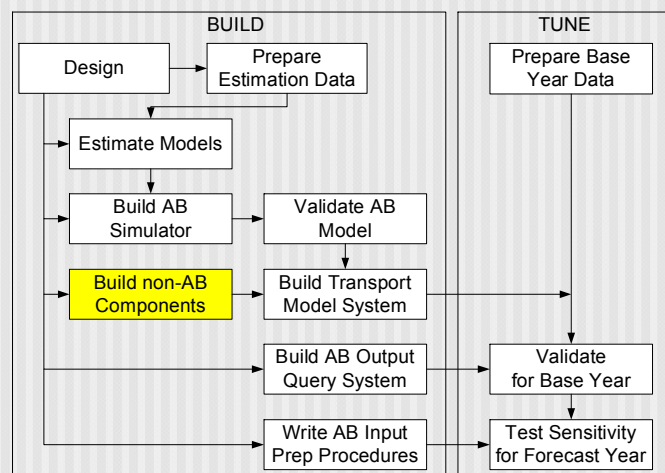 BUILD
TUNE
Design
Prepare
Estimation Data
Prepare Base
Year Data
Estimate Models
Build AB
Simulator
Validate AB
Model
Build non-AB
Components
Build Transport
Model System
Build AB Output
Query System
Validate
for Base Year
Write AB Input
Prep Procedures
Test Sensitivity
for Forecast Year